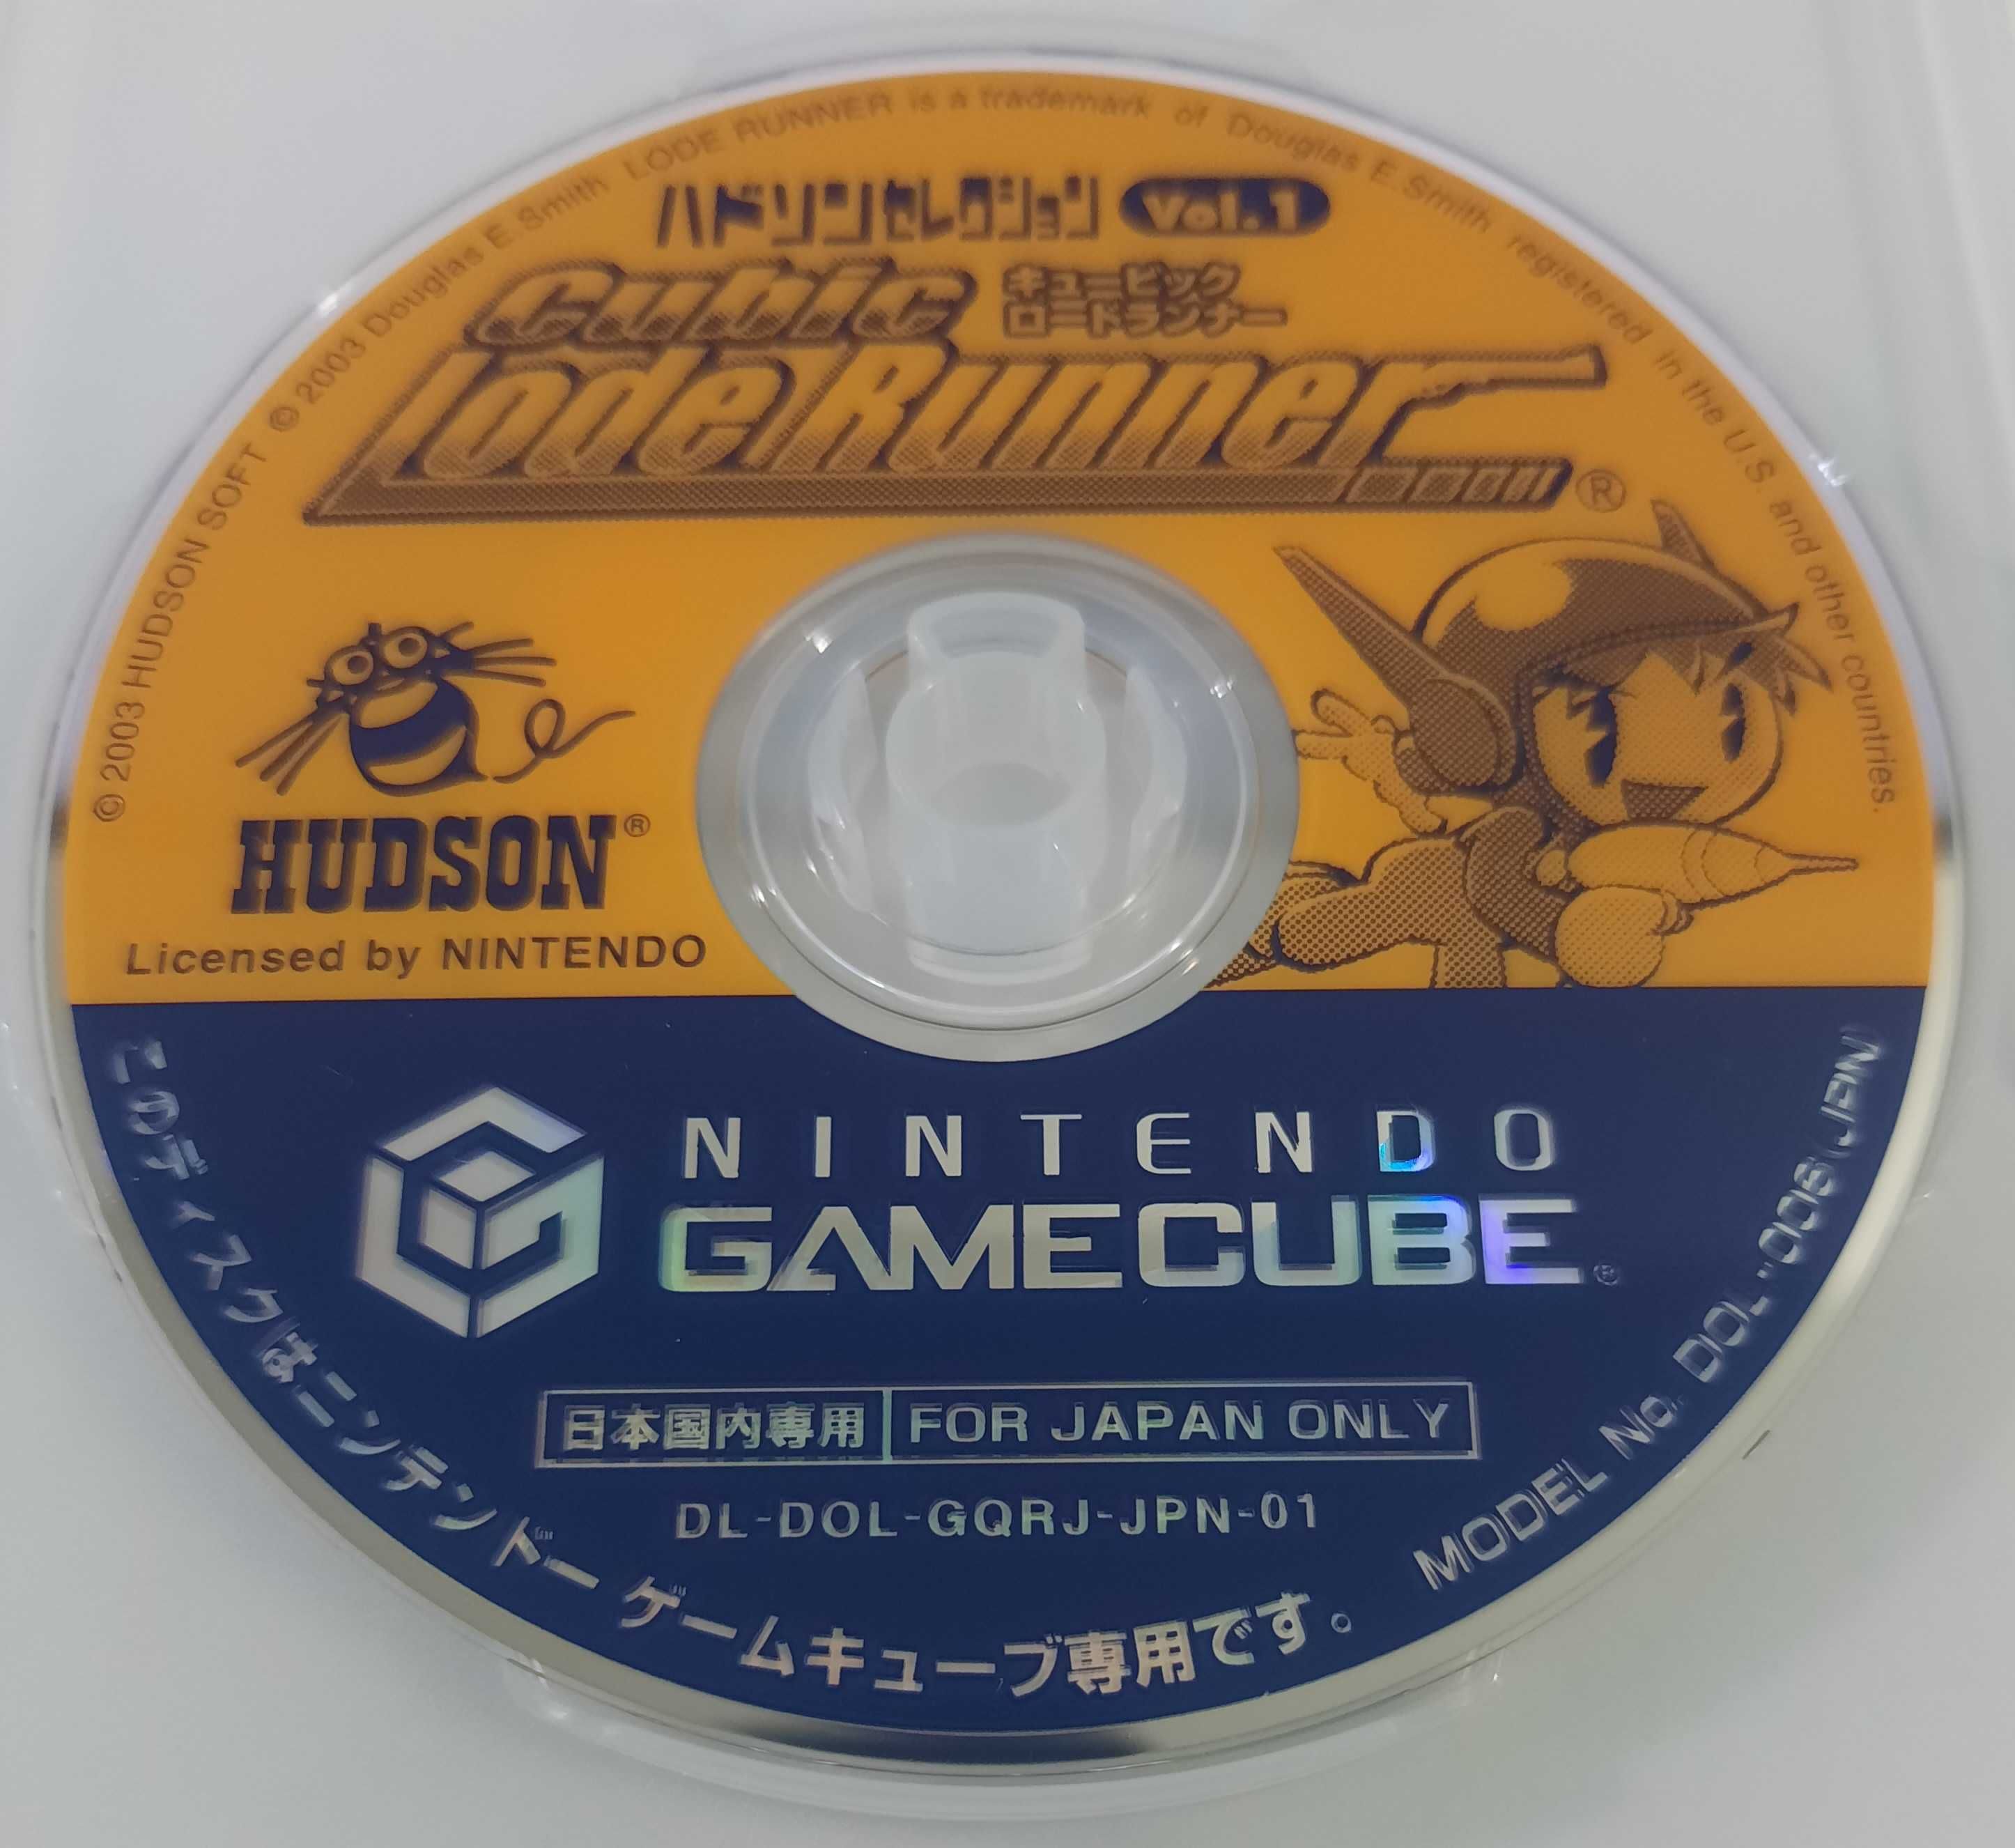 © 2003 HUDSON SOFT © 2003 Douglas E.Smith LODE RUNNER is a trademark of Douglas E.Smith registered in the U.S. and other countries.
ハドソンセレクション Vol.1
Cubic キュービック
ロードランナー
Lode Runner ®
HUDSON®
Licensed by NINTENDO
NINTENDO
GAMECUBE®
日本国内専用 FOR JAPAN ONLY
DL-DOL-GQRJ-JPN-01
このディスクはニンテンドー ゲームキューブ専用です。 MODEL No. DOL-006(JPN)